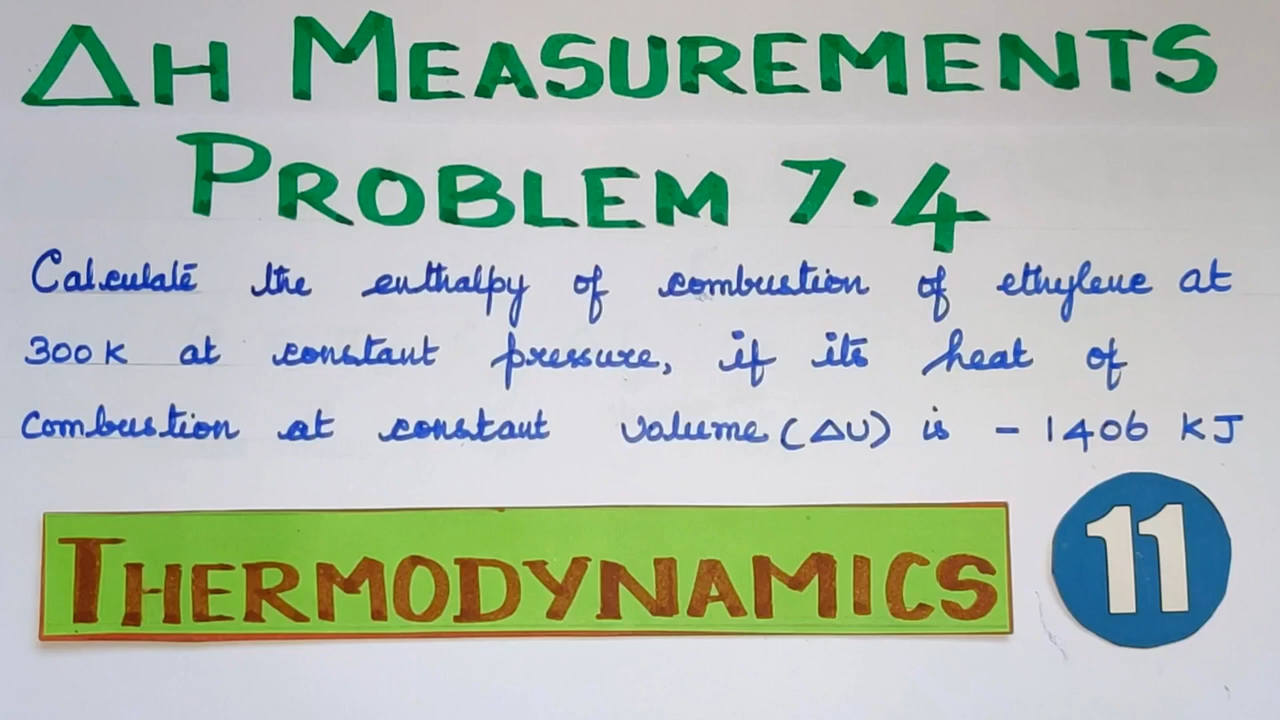 ΔH MEASUREMENTS
PROBLEM 7.4
Calculate the enthalpy of combustion of ethylene at
300 K at constant pressure, if its heat of
combustion at constant volume (ΔU) is - 1406 KJ
THERMODYNAMICS
11